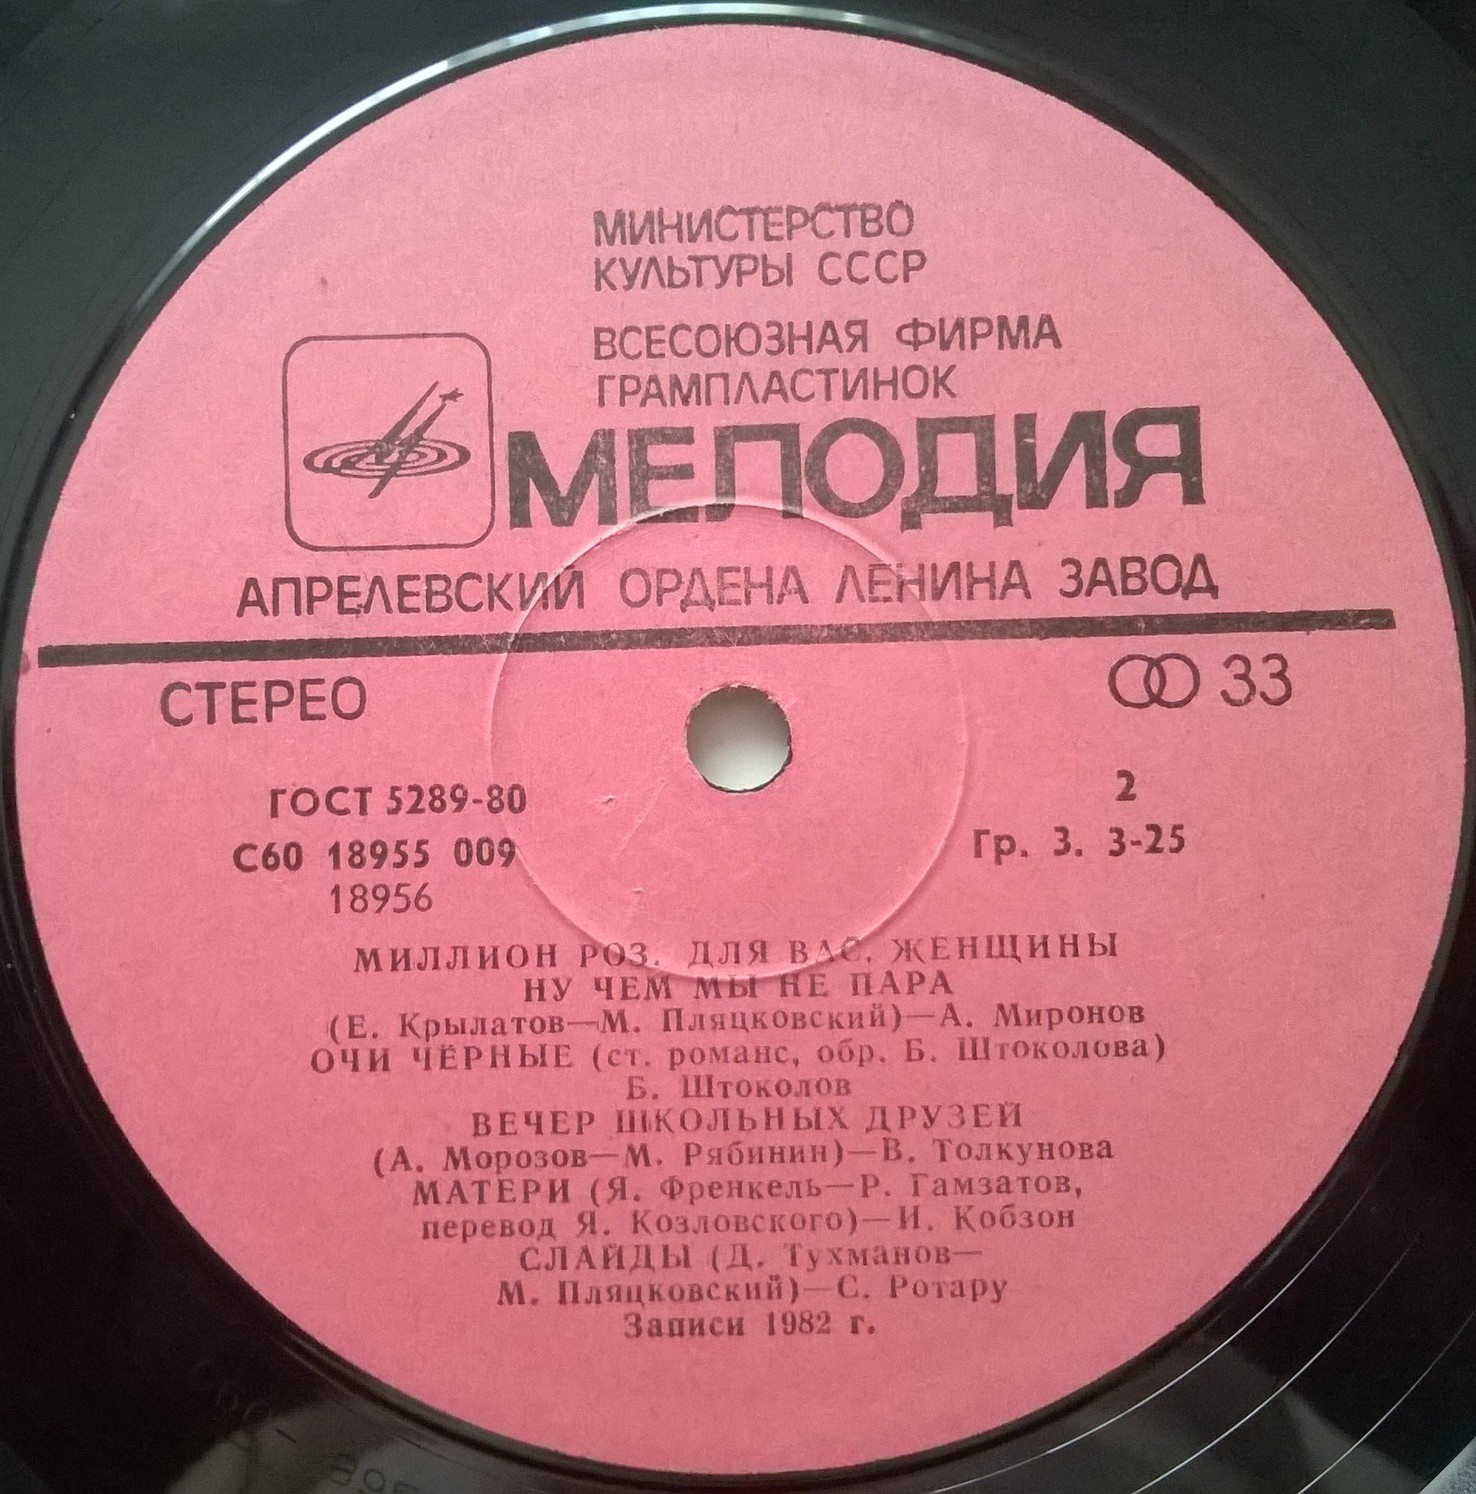 МИНИСТЕРСТВО
КУЛЬТУРЫ СССР
ВСЕСОЮЗНАЯ ФИРМА
ГРАМПЛАСТИНОК
МЕЛОДИЯ
АПРЕЛЕВСКИЙ ОРДЕНА ЛЕНИНА ЗАВОД
СТЕРЕО
33
ГОСТ 5289-80
2
С60 18955 009
Гр. 3. 3-25
18956
МИЛЛИОН РОЗ. ДЛЯ ВАС, ЖЕНЩИНЫ
НУ ЧЕМ МЫ НЕ ПАРА
(Е. Крылатов—М. Пляцковский)—А. Миронов
ОЧИ ЧЁРНЫЕ (ст. романс, обр. Б. Штоколова)
Б. Штоколов
ВЕЧЕР ШКОЛЬНЫХ ДРУЗЕЙ
(А. Морозов—М. Рябинин)—В. Толкунова
МАТЕРИ (Я. Френкель—Р. Гамзатов,
перевод Я. Козловского)—И. Кобзон
СЛАЙДЫ (Д. Тухманов—
М. Пляцковский)—С. Ротару
Записи 1982 г.